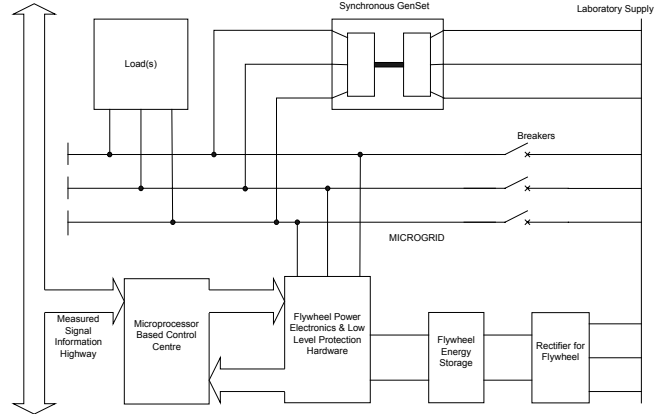 Synchronous GenSet
Laboratory Supply
Load(s)
Breakers
MICROGRID
Measured
Signal
Information
Highway
Microprocessor
Based Control
Centre
Flywheel Power
Electronics & Low
Level Protection
Hardware
Flywheel
Energy
Storage
Rectifier for
Flywheel